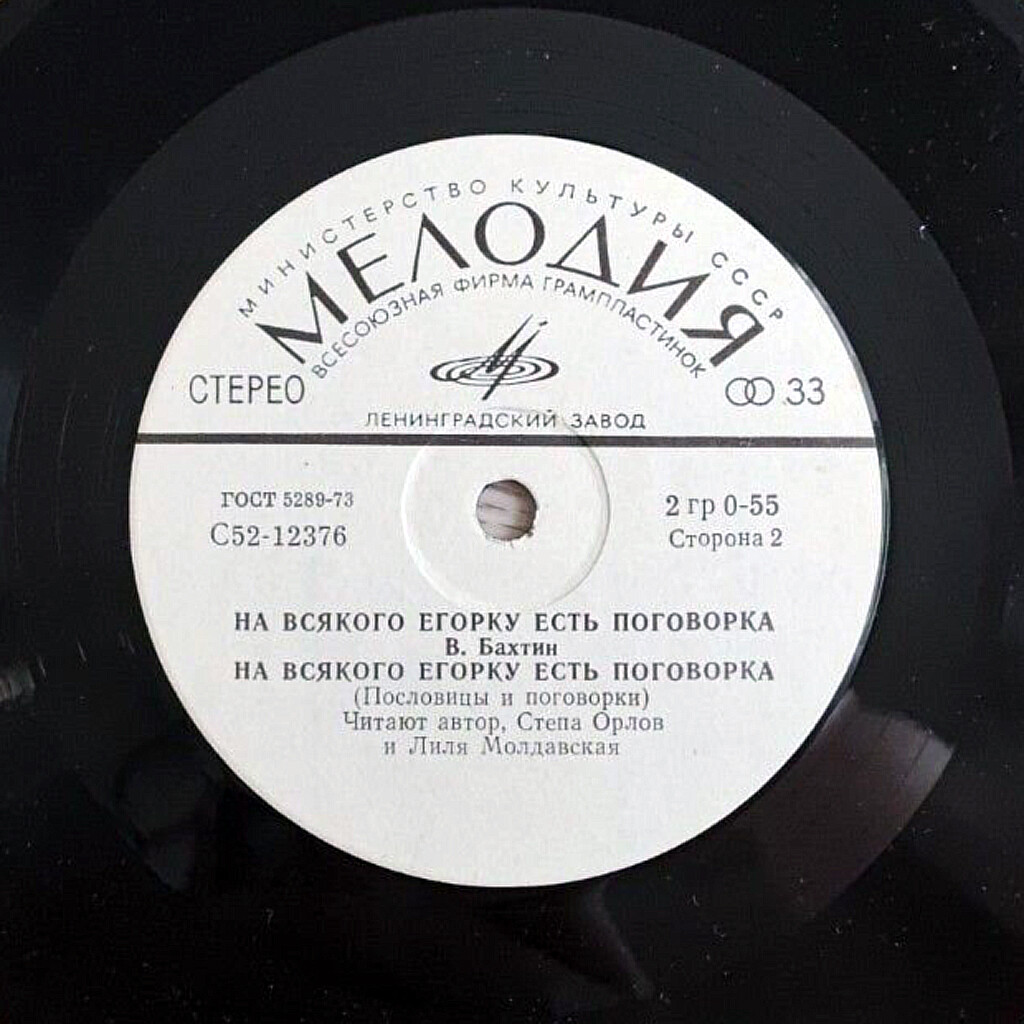 МИНИСТЕРСТВО КУЛЬТУРЫ СССР
МЕЛОДИЯ
ВСЕСОЮЗНАЯ ФИРМА ГРАМПЛАСТИНОК
СТЕРЕО
33
ЛЕНИНГРАДСКИЙ ЗАВОД
ГОСТ 5289-73
С52-12376
2 гр 0-55
Сторона 2
НА ВСЯКОГО ЕГОРКУ ЕСТЬ ПОГОВОРКА
В. Бахтин
НА ВСЯКОГО ЕГОРКУ ЕСТЬ ПОГОВОРКА
(Пословицы и поговорки)
Читают автор, Степа Орлов
и Лиля Молдавская